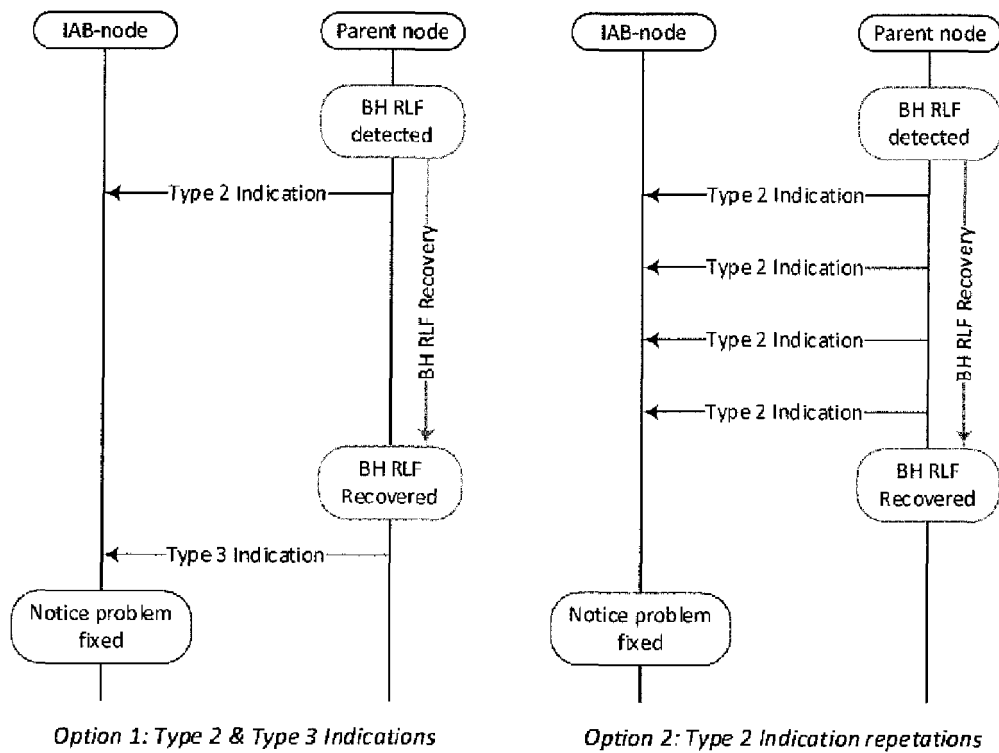 IAB-node
Parent node
BH RLF
detected
Type 2 Indication
BH RLF Recovery
BH RLF
Recovered
Type 3 Indication
Notice problem
fixed
Option 1: Type 2 & Type 3 Indications
IAB-node
Parent node
BH RLF
detected
Type 2 Indication
Type 2 Indication
Type 2 Indication
Type 2 Indication
BH RLF Recovery
BH RLF
Recovered
Notice problem
fixed
Option 2: Type 2 Indication repetations